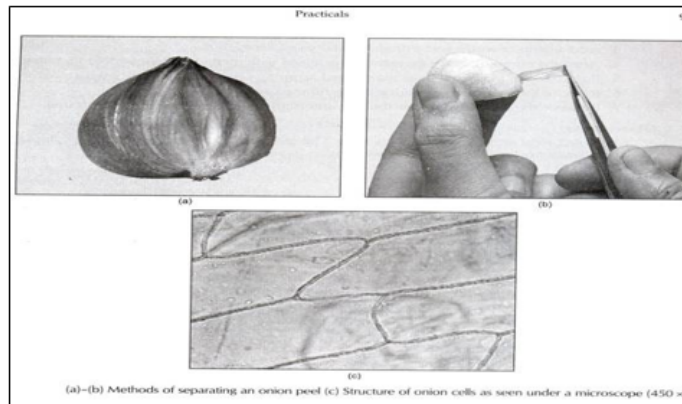 Practicals
(a)
(b)
(c)
(a)–(b) Methods of separating an onion peel (c) Structure of onion cells as seen under a microscope (450 ×